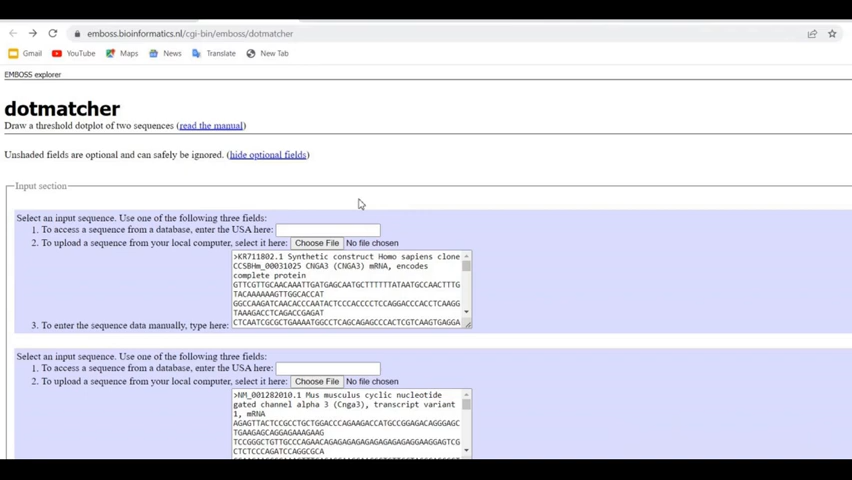 emboss.bioinformatics.nl/cgi-bin/emboss/dotmatcher
Gmail YouTube Maps News Translate New Tab
EMBOSS explorer
dotmatcher
Draw a threshold dotplot of two sequences (read the manual)
Unshaded fields are optional and can safely be ignored. (hide optional fields)
Input section
Select an input sequence. Use one of the following three fields:
1. To access a sequence from a database, enter the USA here:
2. To upload a sequence from your local computer, select it here: Choose File No file chosen
>KR711802.1 Synthetic construct Homo sapiens clone
CCSBHm_00031025 CNGA3 (CNGA3) mRNA, encodes
complete protein
GTTCGTTGCAACAAATTGATGAGCAATGCTTTTTTATAATGCCAACTTTG
TACAAAAAAGTTGGCACCAT
GGCCAAGATCAACACCCAATACTCCCACCCCTCCAGGACCCACCTCAAGG
TAAAGACCTCAGACCGAGAT
CTCAATCGCGCTGAAAATGGCCTCAGCAGAGCCCACTCGTCAAGTGAGGA
3. To enter the sequence data manually, type here:
Select an input sequence. Use one of the following three fields:
1. To access a sequence from a database, enter the USA here:
2. To upload a sequence from your local computer, select it here: Choose File No file chosen
>NM_001282010.1 Mus musculus cyclic nucleotide
gated channel alpha 3 (Cnga3), transcript variant
1, mRNA
AGAGTTACTCCGCCTGCTGGACCCAGAAGACCATGCCGGAGACAGGGAGC
TGAAGAGCAGGAGAAAGAAG
TCCGGGCTGTTGCCCAGAACAGAGAGAGAGAGAGAGAGGAAGGAGTCG
CTCTCCCAGATCCAGGCGCA